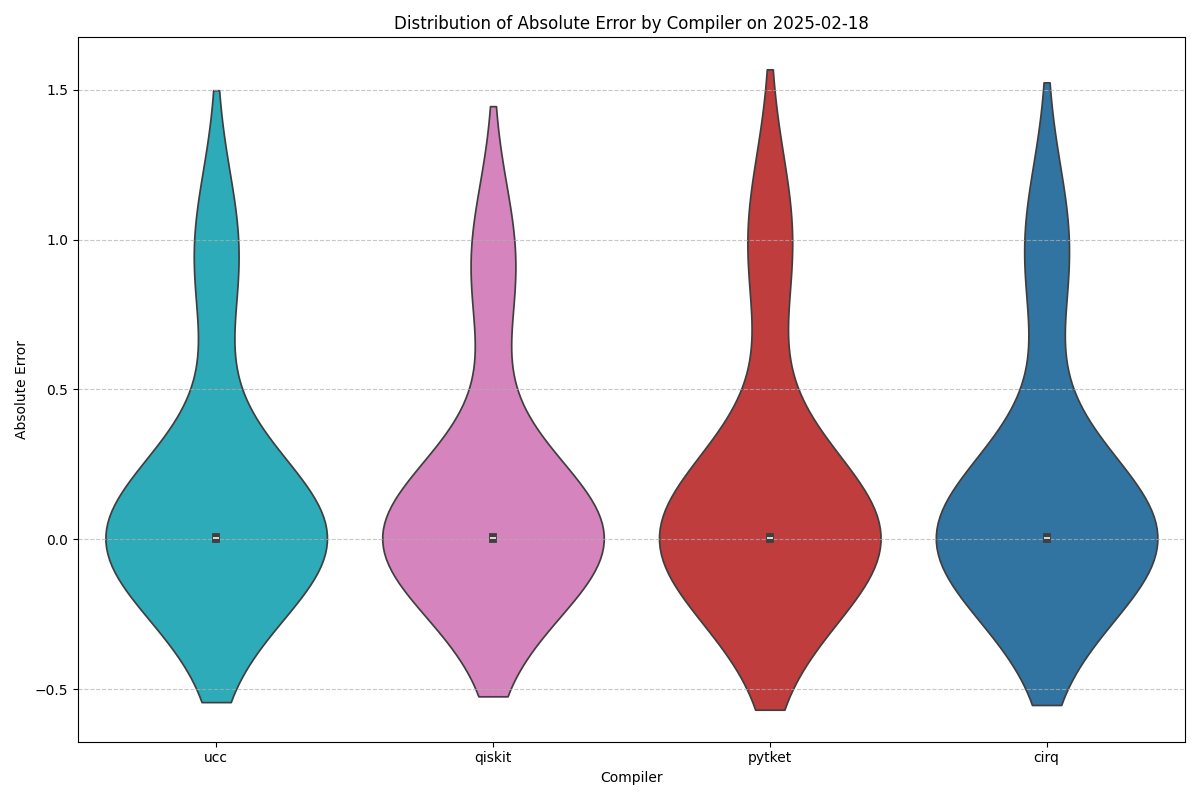 Distribution of Absolute Error by Compiler on 2025-02-18
Absolute Error
1.5
1.0
0.5
0.0
−0.5
ucc
qiskit
pytket
cirq
Compiler